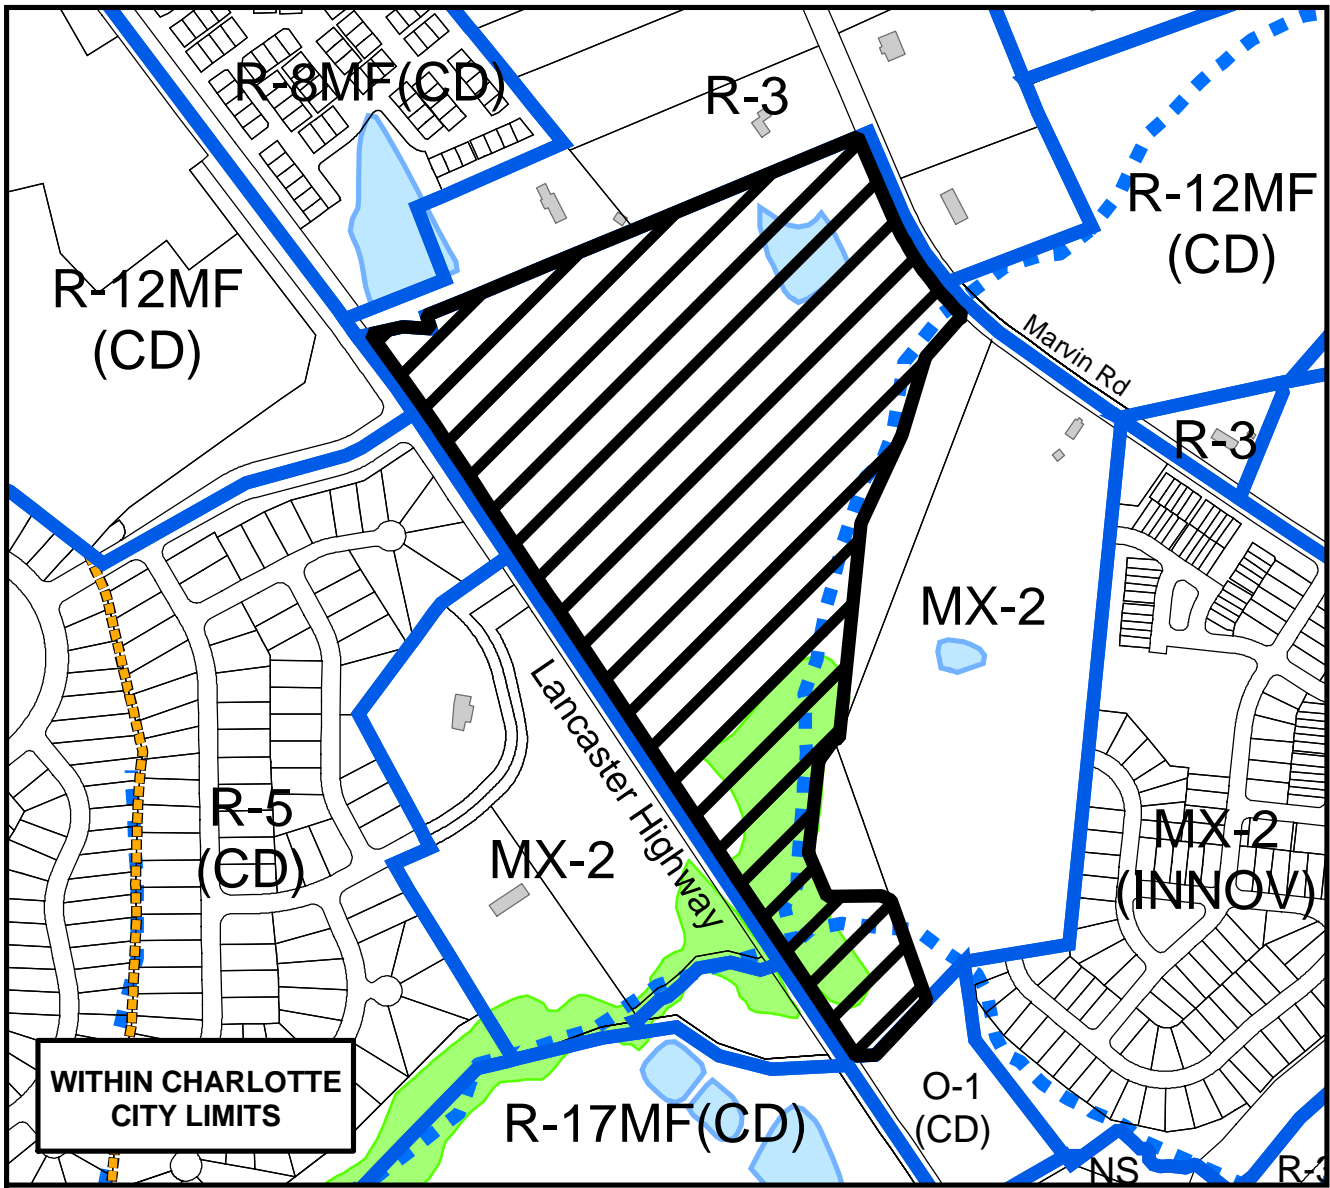 R-8MF(CD)
R-3
R-12MF
(CD)
R-12MF
(CD)
Marvin Rd
R-3
MX-2
Lancaster Highway
R-5
(CD)
MX-2
MX-2
(INNOV)
WITHIN CHARLOTTE
CITY LIMITS
R-17MF(CD)
O-1
(CD)
NS
R-3